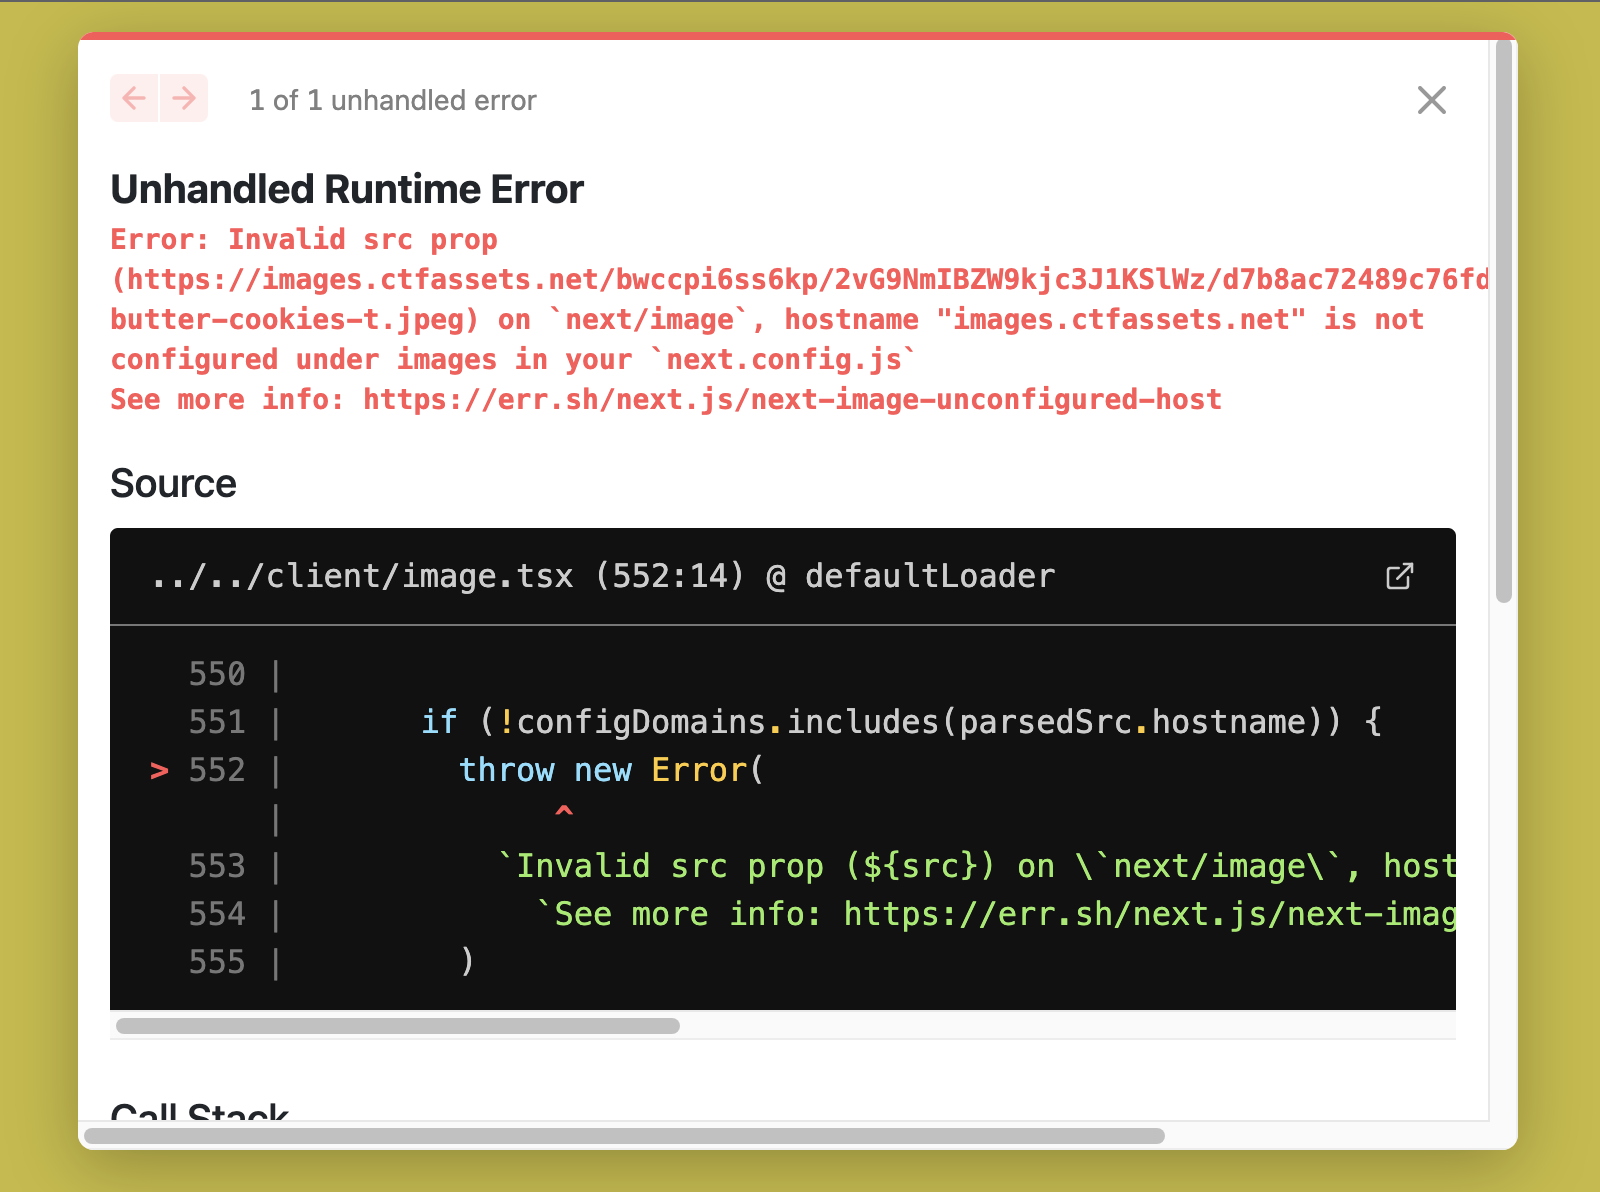 1 of 1 unhandled error
Unhandled Runtime Error
Error: Invalid src prop
(https://images.ctfassets.net/bwccpi6ss6kp/2vG9NmIBZW9kjc3J1KSlWz/d7b8ac72489c76fd
butter-cookies-t.jpeg) on `next/image`, hostname "images.ctfassets.net" is not
configured under images in your `next.config.js`
See more info: https://err.sh/next.js/next-image-unconfigured-host
Source
../../client/image.tsx (552:14) @ defaultLoader
550 |
551 | if (!configDomains.includes(parsedSrc.hostname)) {
> 552 | throw new Error(
| ^
553 | `Invalid src prop (${src}) on \`next/image\`, host
554 | `See more info: https://err.sh/next.js/next-imag
555 | )
Call Stack